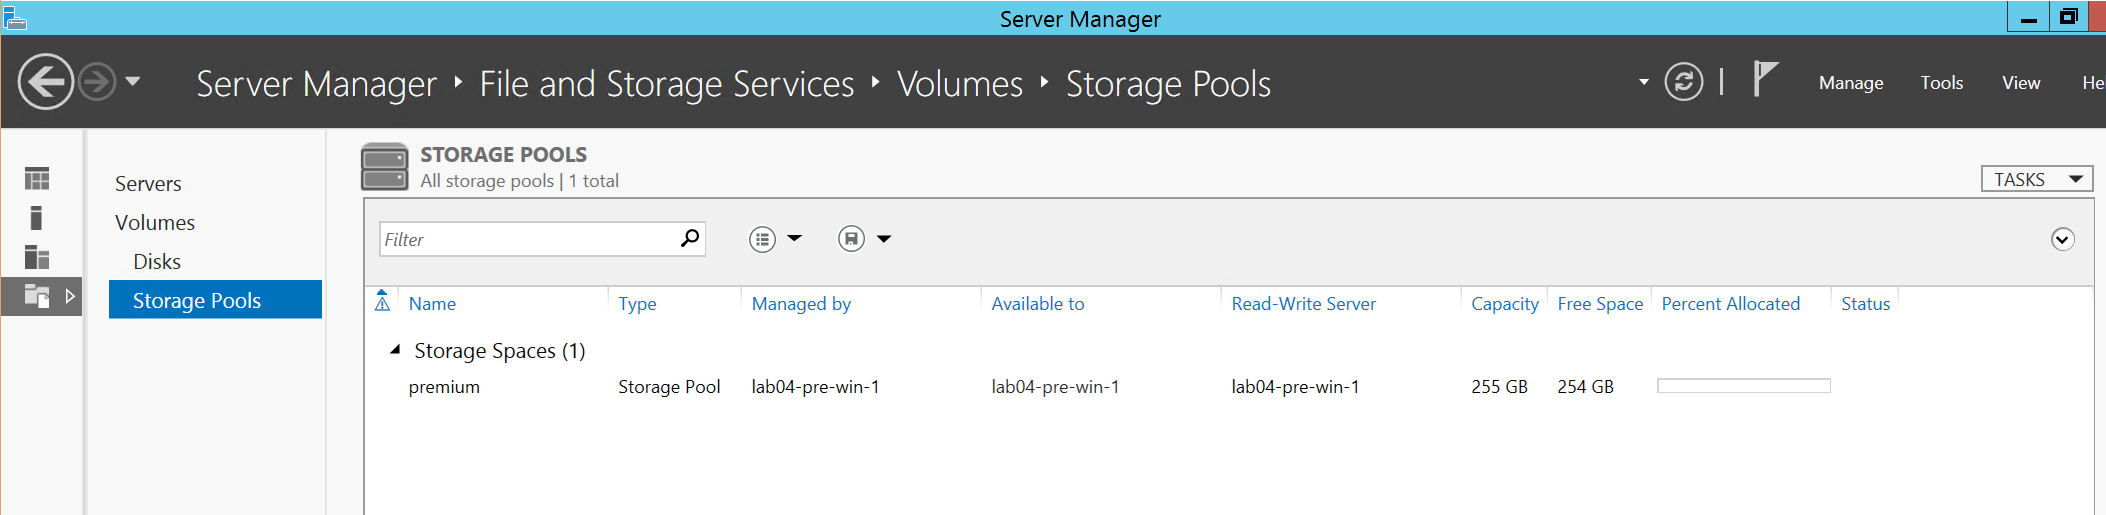 Server Manager
Server Manager ‣ File and Storage Services ‣ Volumes ‣ Storage Pools
Manage Tools View He
Servers
Volumes
Disks
Storage Pools
STORAGE POOLS
All storage pools | 1 total
TASKS
Filter
Name Type Managed by Available to Read-Write Server Capacity Free Space Percent Allocated Status
Storage Spaces (1)
premium Storage Pool lab04-pre-win-1 lab04-pre-win-1 lab04-pre-win-1 255 GB 254 GB